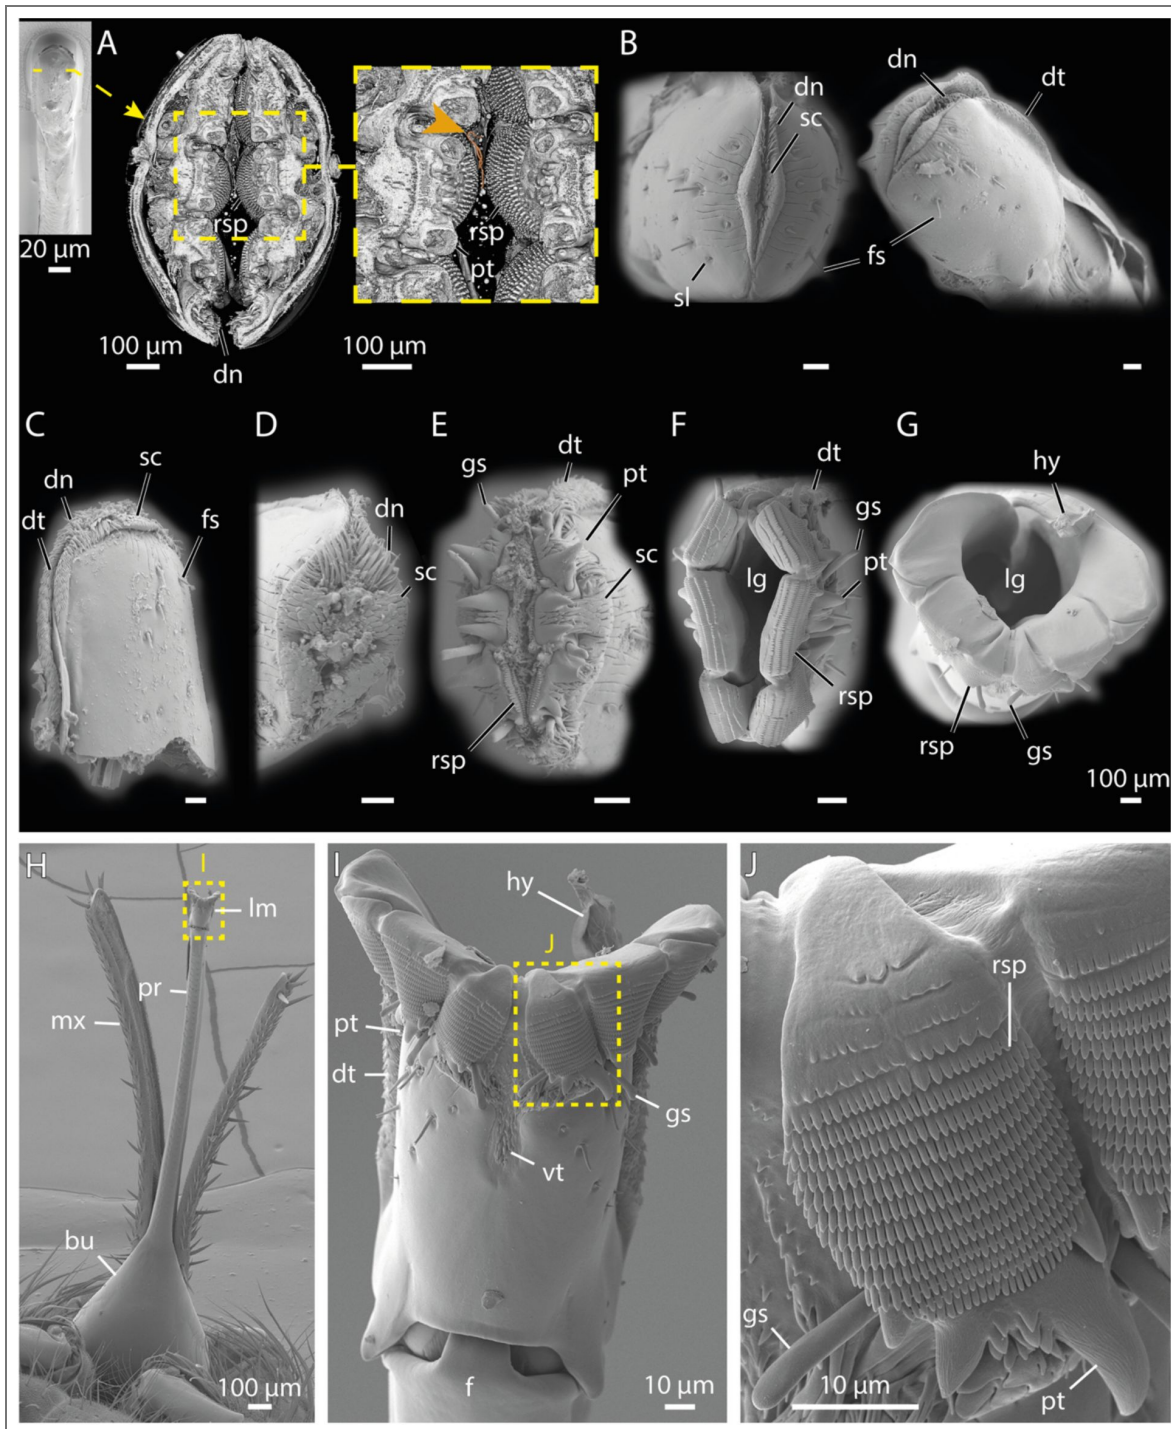 A
20 µm
rsp
100 µm
dn
rsp
pt
100 µm
B
dn
sc
sl
fs
dn
dt
C
dn
sc
dt
fs
D
dn
sc
E
gs
dt
pt
sc
rsp
F
dt
gs
pt
lg
rsp
G
hy
lg
rsp
gs
100 µm
H
I
lm
pr
mx
bu
100 µm
I
hy
J
pt
dt
gs
vt
f
10 µm
J
rsp
gs
10 µm
pt